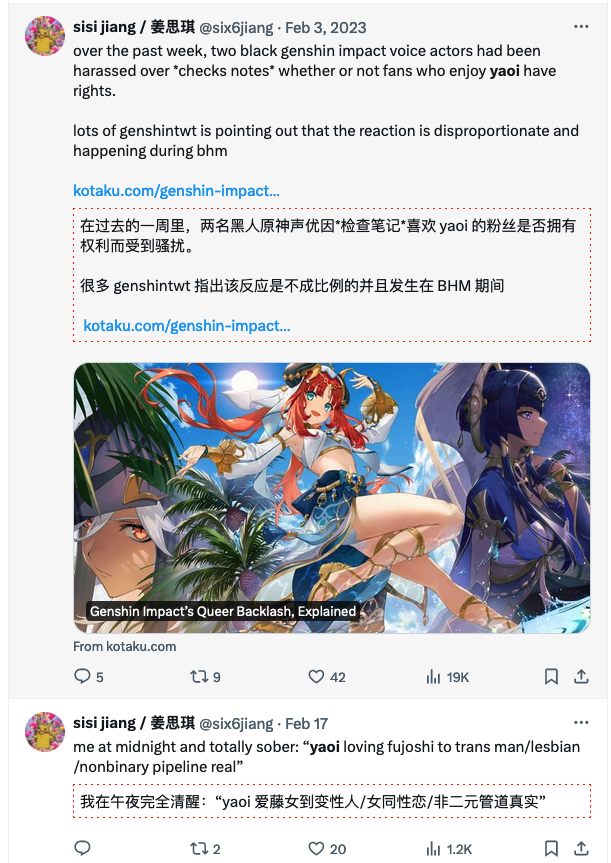 sisi jiang / 姜思琪 @six6jiang · Feb 3, 2023
over the past week, two black genshin impact voice actors had been
harassed over *checks notes* whether or not fans who enjoy yaoi have
rights.
lots of genshintwt is pointing out that the reaction is disproportionate and
happening during bhm
kotaku.com/genshin-impact...
在过去的一周里，两名黑人原神声优因*检查笔记*喜欢 yaoi 的粉丝是否拥有
权利而受到骚扰。
很多 genshintwt 指出该反应是不成比例的并且发生在 BHM 期间
kotaku.com/genshin-impact...
Genshin Impact's Queer Backlash, Explained
From kotaku.com
5 9 42 19K
sisi jiang / 姜思琪 @six6jiang · Feb 17
me at midnight and totally sober: “yaoi loving fujoshi to trans man/lesbian
/nonbinary pipeline real”
我在午夜完全清醒：“yaoi 爱藤女到变性人/女同性恋/非二元管道真实”
2 20 1.2K